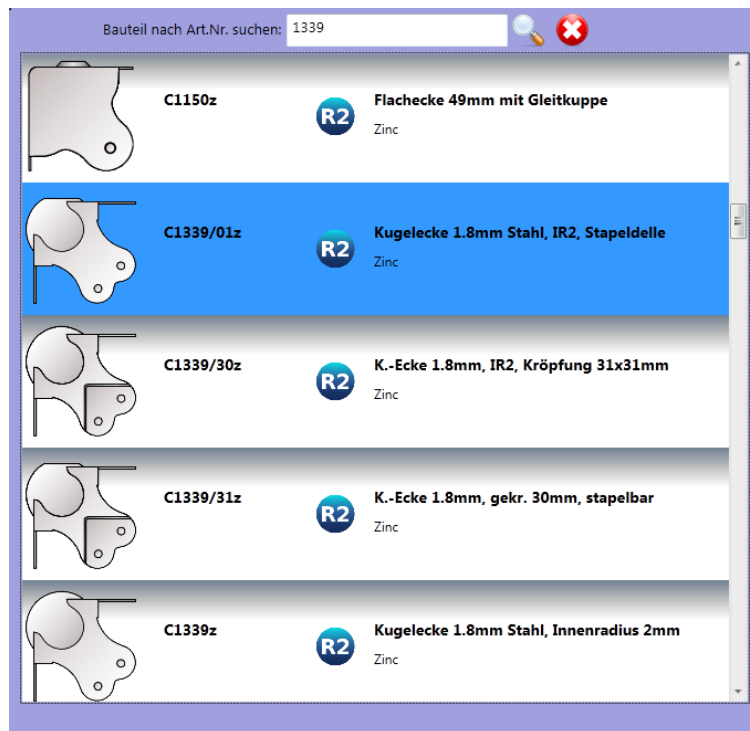 Bauteil nach Art.Nr. suchen: 1339
C1150z R2 Flachecke 49mm mit Gleitkuppe
Zinc
C1339/01z R2 Kugelecke 1.8mm Stahl, IR2, Stapeldelle
Zinc
C1339/30z R2 K.-Ecke 1.8mm, IR2, Kröpfung 31x31mm
Zinc
C1339/31z R2 K.-Ecke 1.8mm, gekr. 30mm, stapelbar
Zinc
C1339z R2 Kugelecke 1.8mm Stahl, Innenradius 2mm
Zinc